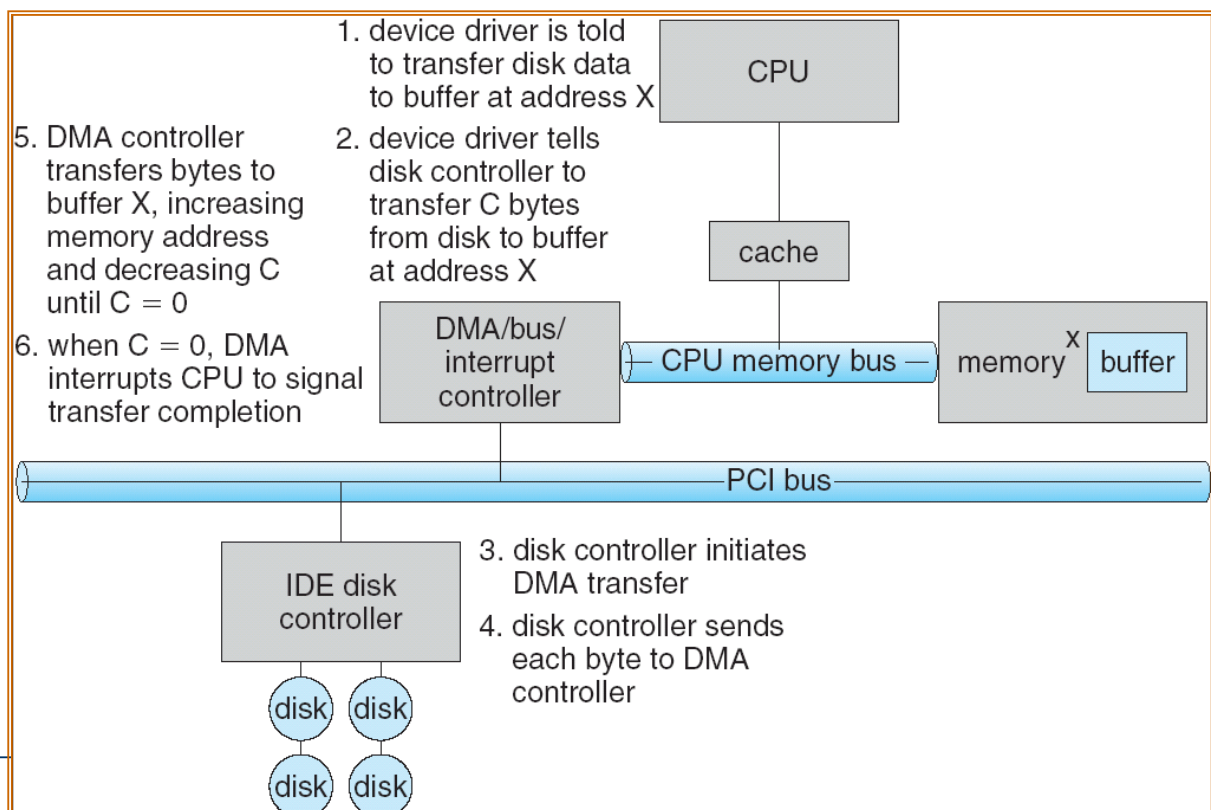 1. device driver is told
to transfer disk data
to buffer at address X
CPU
5. DMA controller
transfers bytes to
buffer X, increasing
memory address
and decreasing C
until C = 0
2. device driver tells
disk controller to
transfer C bytes
from disk to buffer
at address X
cache
6. when C = 0, DMA
interrupts CPU to signal
transfer completion
DMA/bus/
interrupt
controller
CPU memory bus
memory
x
buffer
PCI bus
IDE disk
controller
3. disk controller initiates
DMA transfer
4. disk controller sends
each byte to DMA
controller
disk
disk
disk
disk